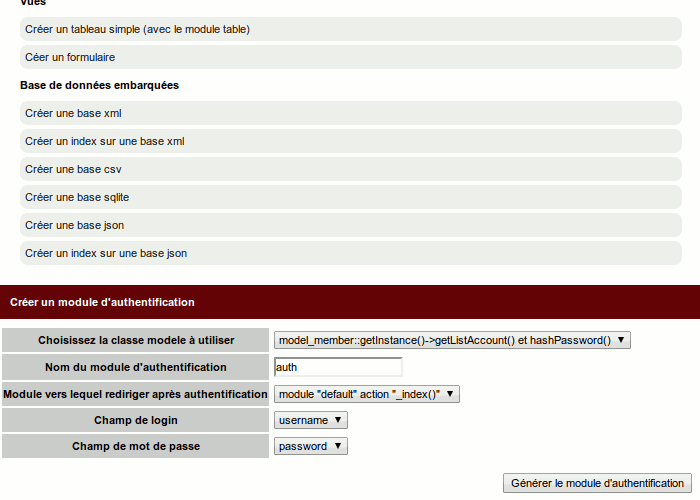 Vues
Créer un tableau simple (avec le module table)
Céer un formulaire
Base de données embarquées
Créer une base xml
Créer un index sur une base xml
Créer une base csv
Créer une base sqlite
Créer une base json
Créer un index sur une base json
Créer un module d'authentification
Choisissez la classe modele à utiliser model_member::getInstance()->getListAccount() et hashPassword()
Nom du module d'authentification auth
Module vers lequel rediriger après authentification module "default" action "_index()"
Champ de login username
Champ de mot de passe password
Générer le module d'authentification